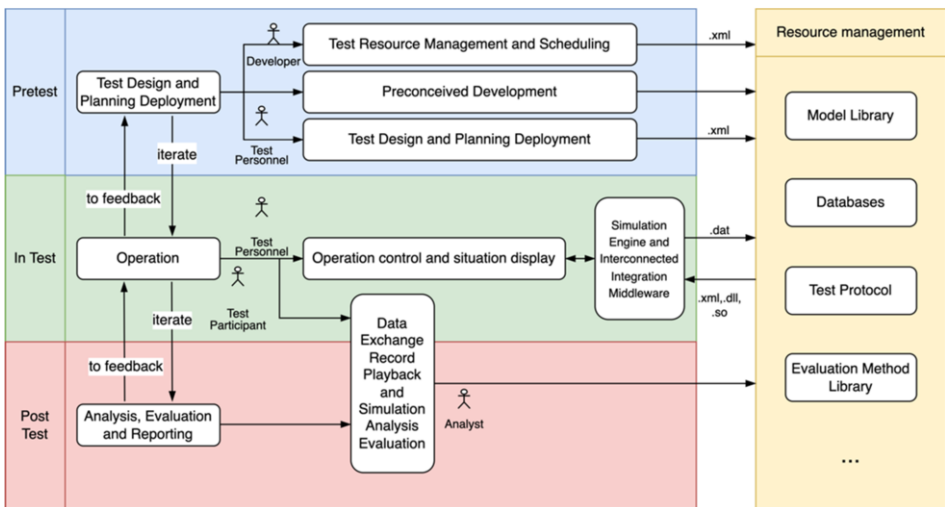 Pretest
Test Design and
Planning Deployment
Developer
Test Resource Management and Scheduling
.xml
Preconceived Development
Test
Personnel
Test Design and Planning Deployment
.xml
iterate
to feedback
In Test
Operation
Test
Personnel
Operation control and situation display
Simulation
Engine and
Interconnected
Integration
Middleware
.dat
.xml,.dll,
.so
Test
Participant
iterate
to feedback
Post
Test
Analysis, Evaluation
and Reporting
Data
Exchange
Record
Playback
and
Simulation
Analysis
Evaluation
Analyst
Resource management
Model Library
Databases
Test Protocol
Evaluation Method
Library
...